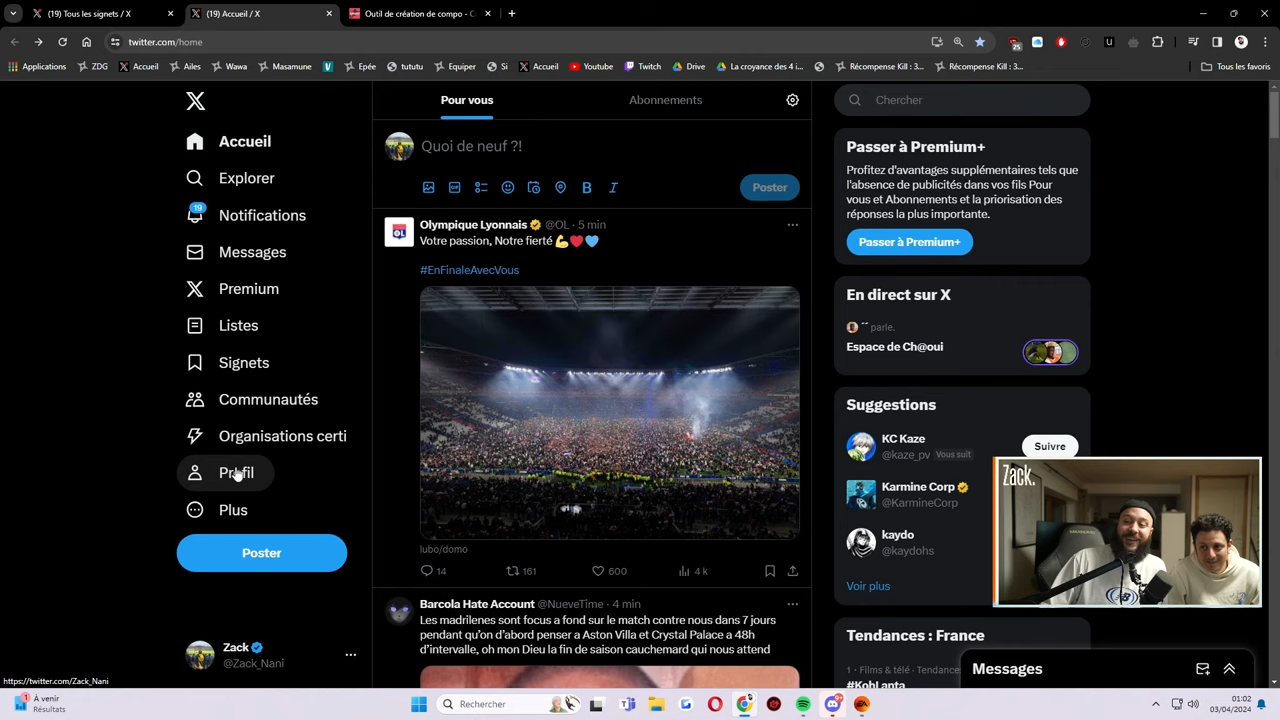 (19) Tous les signets / X
(19) Accueil / X
Outil de création de compo - C
twitter.com/home
25
Applications
ZDG
Accueil
Ailes
Wawa
Masamune
Epée
tututu
Equiper
Si
Accueil
Youtube
Twitch
Drive
La croyance des 4 i...
Récompense Kill : 3...
Récompense Kill : 3...
Tous les favoris
Accueil
Explorer
19
Notifications
Messages
Premium
Listes
Signets
Communautés
Organisations certi
Profil
Plus
Poster
Zack
@Zack_Nani
https://twitter.com/Zack_Nani
Pour vous
Abonnements
Quoi de neuf ?!
GIF
B
I
Poster
Olympique Lyonnais @OL · 5 min
Votre passion, Notre fierté 💪❤️💙
#EnFinaleAvecVous
lubo/domo
14
161
600
4 k
Barcola Hate Account @NueveTime · 4 min
Les madrilenes sont focus a fond sur le match contre nous dans 7 jours
pendant qu'on d'abord penser a Aston Villa et Crystal Palace a 48h
d'intervalle, oh mon Dieu la fin de saison cauchemard qui nous attend
Chercher
Passer à Premium+
Profitez d'avantages supplémentaires tels que
l'absence de publicités dans vos fils Pour
vous et Abonnements et la priorisation des
réponses la plus importante.
Passer à Premium+
En direct sur X
parle.
Espace de Ch@oui
Suggestions
KC Kaze
@kaze_pv Vous suit
Suivre
Karmine Corp
@KarmineCorp
kaydo
@kaydohs
Voir plus
Zack.
Tendances : France
1 · Films & télé · Tendance
#KohLanta
Messages
1
À venir
Résultats
Rechercher
01:02
03/04/2024